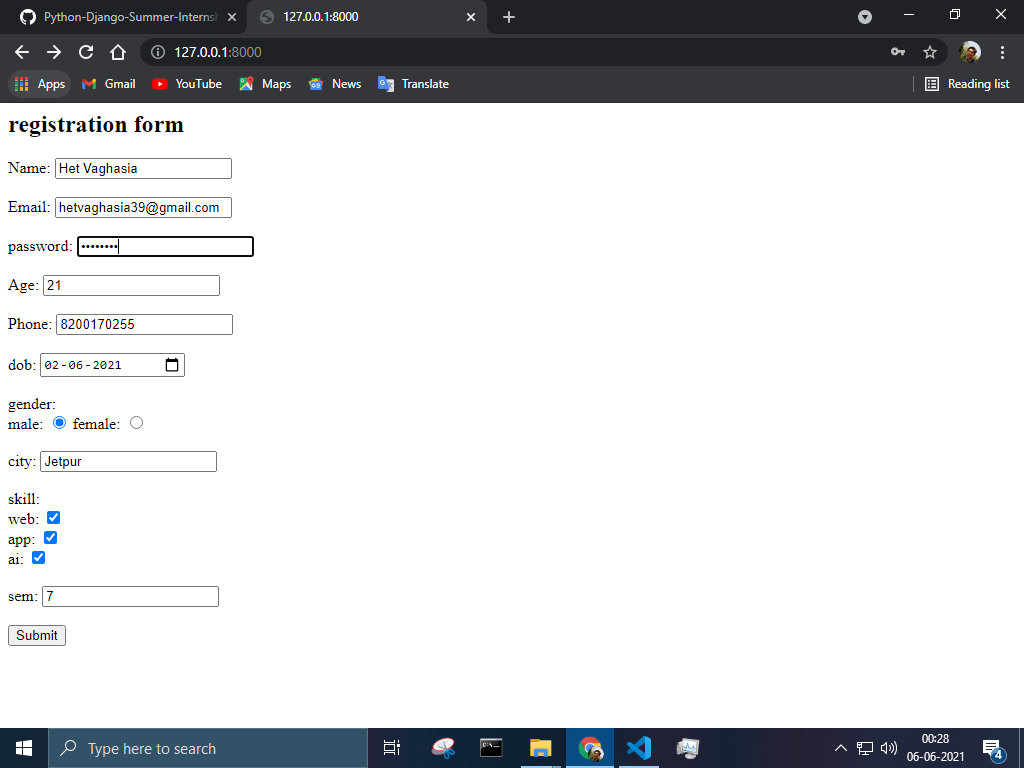 Python-Django-Summer-Internsh
127.0.0.1:8000
127.0.0.1:8000
Apps Gmail YouTube Maps News Translate Reading list
registration form
Name: Het Vaghasia
Email: hetvaghasia39@gmail.com
password: ••••••••
Age: 21
Phone: 8200170255
dob: 02-06-2021
gender:
male: female:
city: Jetpur
skill:
web:
app:
ai:
sem: 7
Submit
Type here to search
00:28
06-06-2021
4